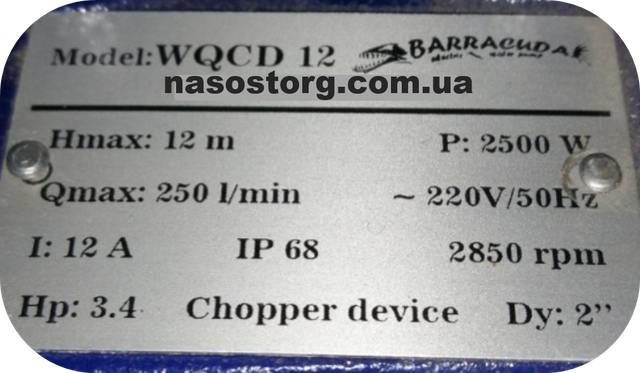 Model: WQCD 12 BARRACUDA
nasostorg.com.ua
Hmax: 12 m P: 2500 W
Qmax: 250 l/min ~ 220V/50Hz
I: 12 A IP 68 2850 rpm
Hp: 3.4 Chopper device Dy: 2’’